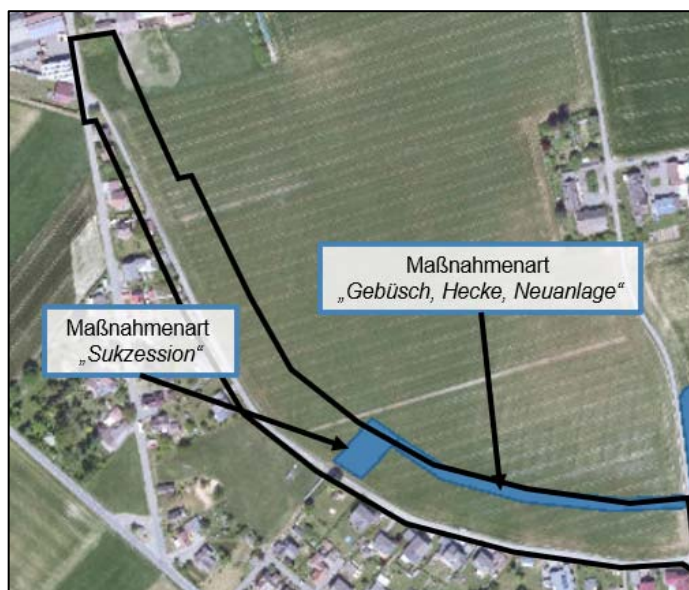 Maßnahmenart
„Gebüsch, Hecke, Neuanlage“
Maßnahmenart
„Sukzession“